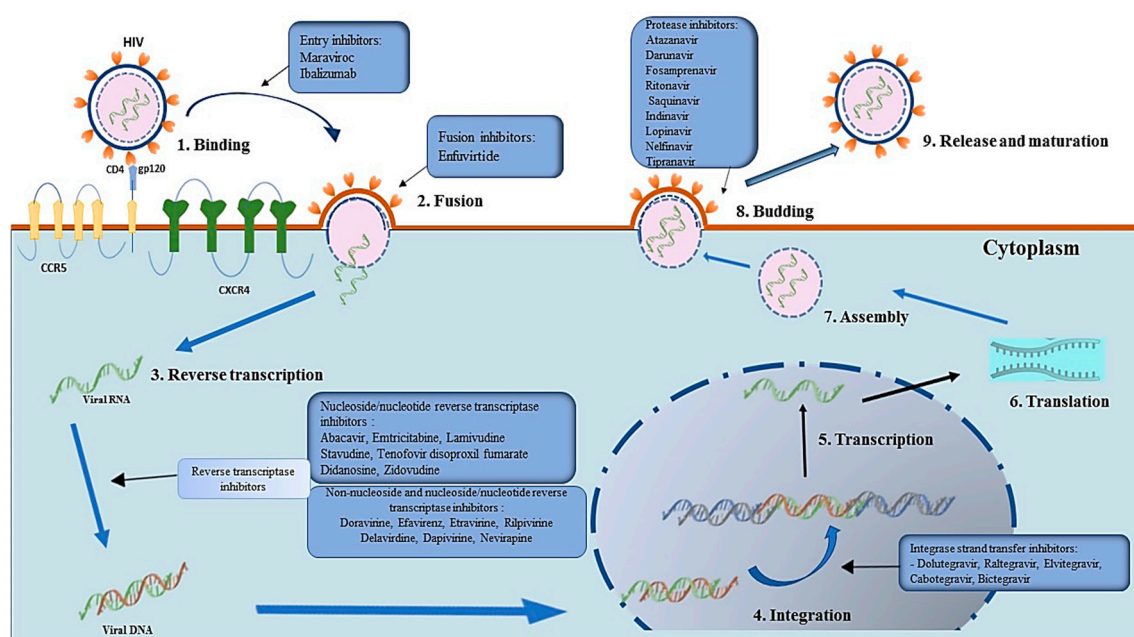 HIV
Entry inhibitors:
Maraviroc
Ibalizumab
1. Binding
CD4
gp120
Fusion inhibitors:
Enfuvirtide
2. Fusion
CCR5
CXCR4
Protease inhibitors:
Atazanavir
Darunavir
Fosamprenavir
Ritonavir
Saquinavir
Indinavir
Lopinavir
Nelfinavir
Tipranavir
8. Budding
9. Release and maturation
Cytoplasm
7. Assembly
6. Translation
3. Reverse transcription
Viral RNA
Reverse transcriptase
inhibitors
Nucleoside/nucleotide reverse transcriptase
inhibitors :
Abacavir, Emtricitabine, Lamivudine
Stavudine, Tenofovir disoproxil fumarate
Didanosine, Zidovudine
Non-nucleoside and nucleoside/nucleotide reverse
transcriptase inhibitors :
Doravirine, Efavirenz, Etravirine, Rilpivirine
Delavirdine, Dapivirine, Nevirapine
Viral DNA
5. Transcription
4. Integration
Integrase strand transfer inhibitors:
- Dolutegravir, Raltegravir, Elvitegravir,
Cabotegravir, Bictegravir